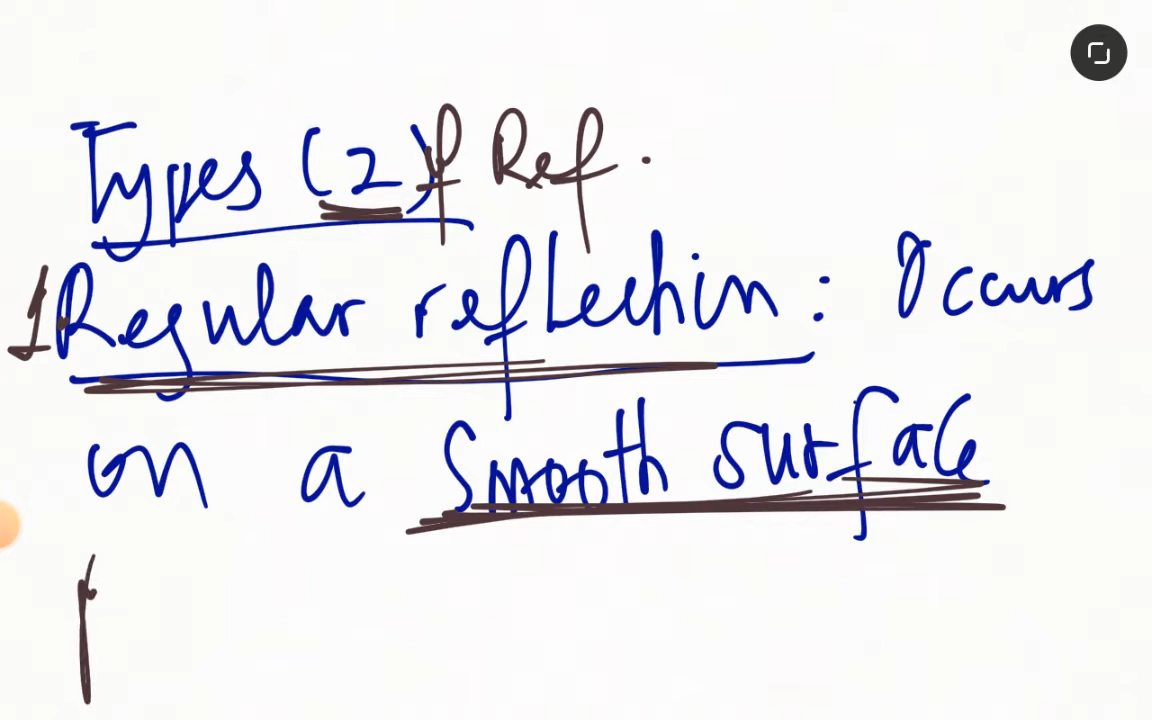 Types (2) of Ref.
1 Regular reflection: Occurs
on a Smooth surface